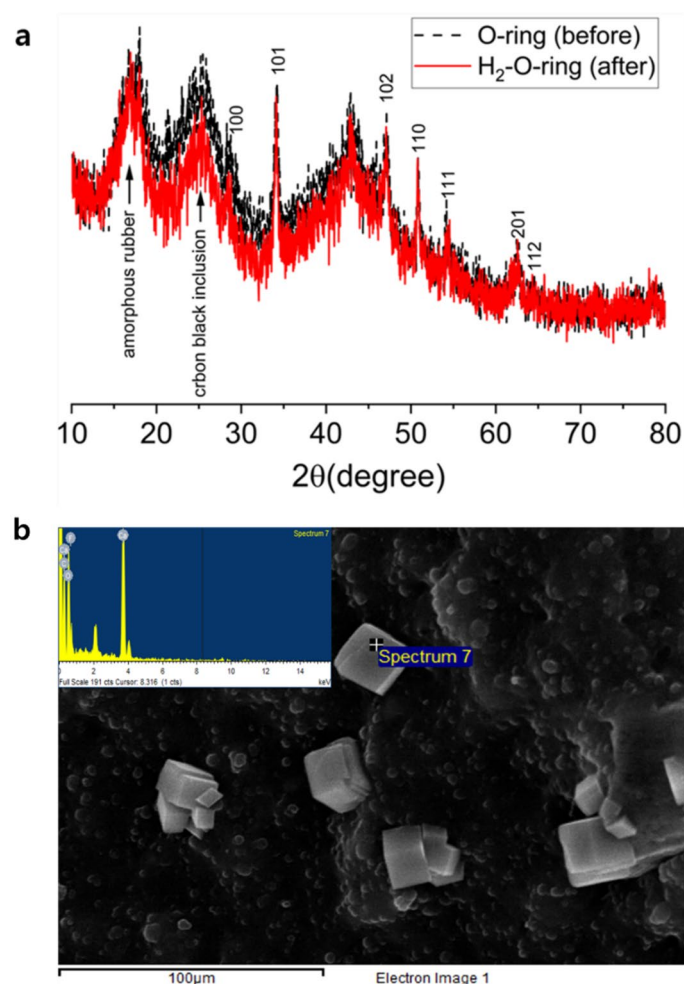 a
O-ring (before)
H₂-O-ring (after)
101
100
102
110
111
201
112
amorphous rubber
crbon black inclusion
10 20 30 40 50 60 70 80
2θ(degree)
b
Spectrum 7
Ca
F
Ca
C
O
0 2 4 6 8 10 12 14
Full Scale 191 cts Cursor: 8.316 (1 cts) keV
Spectrum 7
100µm Electron Image 1